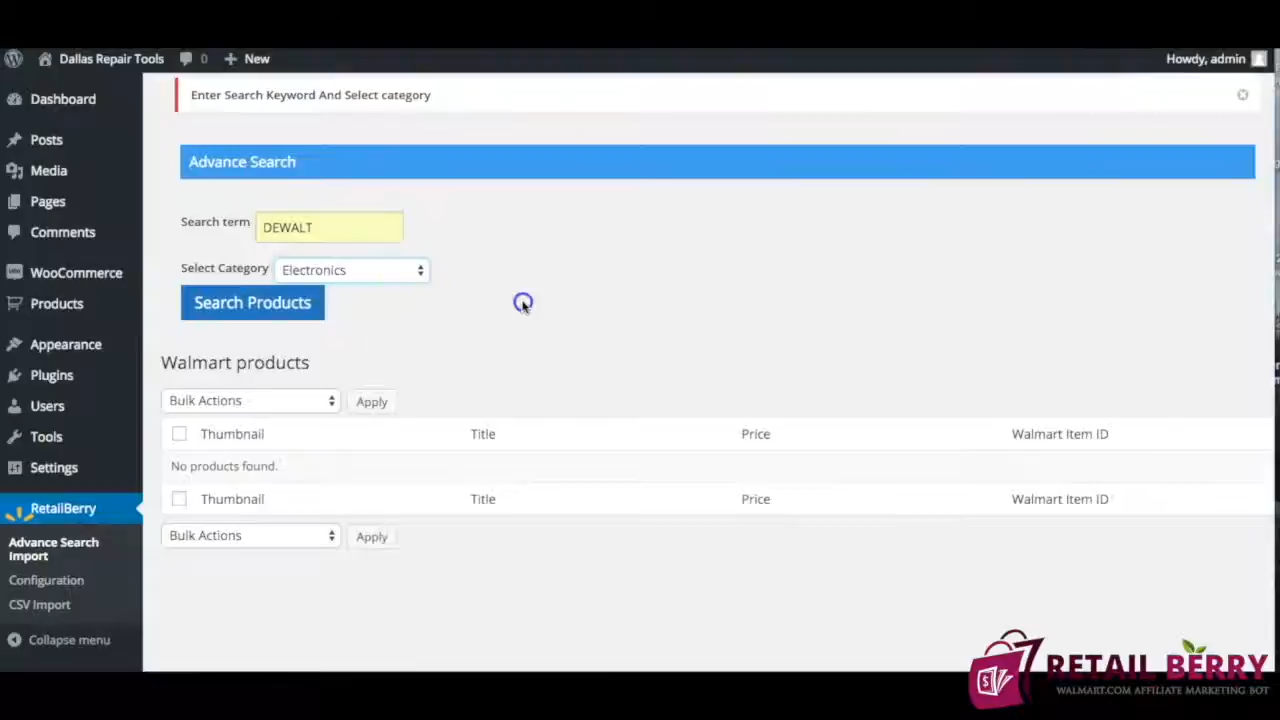 Dallas Repair Tools 0 New Howdy, admin
Dashboard
Posts
Media
Pages
Comments
WooCommerce
Products
Appearance
Plugins
Users
Tools
Settings
RetailBerry
Advance Search
Import
Configuration
CSV Import
Collapse menu
Enter Search Keyword And Select category
Advance Search
Search term DEWALT
Select Category Electronics
Search Products
Walmart products
Bulk Actions Apply
Thumbnail Title Price Walmart Item ID
No products found.
Thumbnail Title Price Walmart Item ID
Bulk Actions Apply
RETAIL BERRY
WALMART.COM AFFILIATE MARKETING BOT